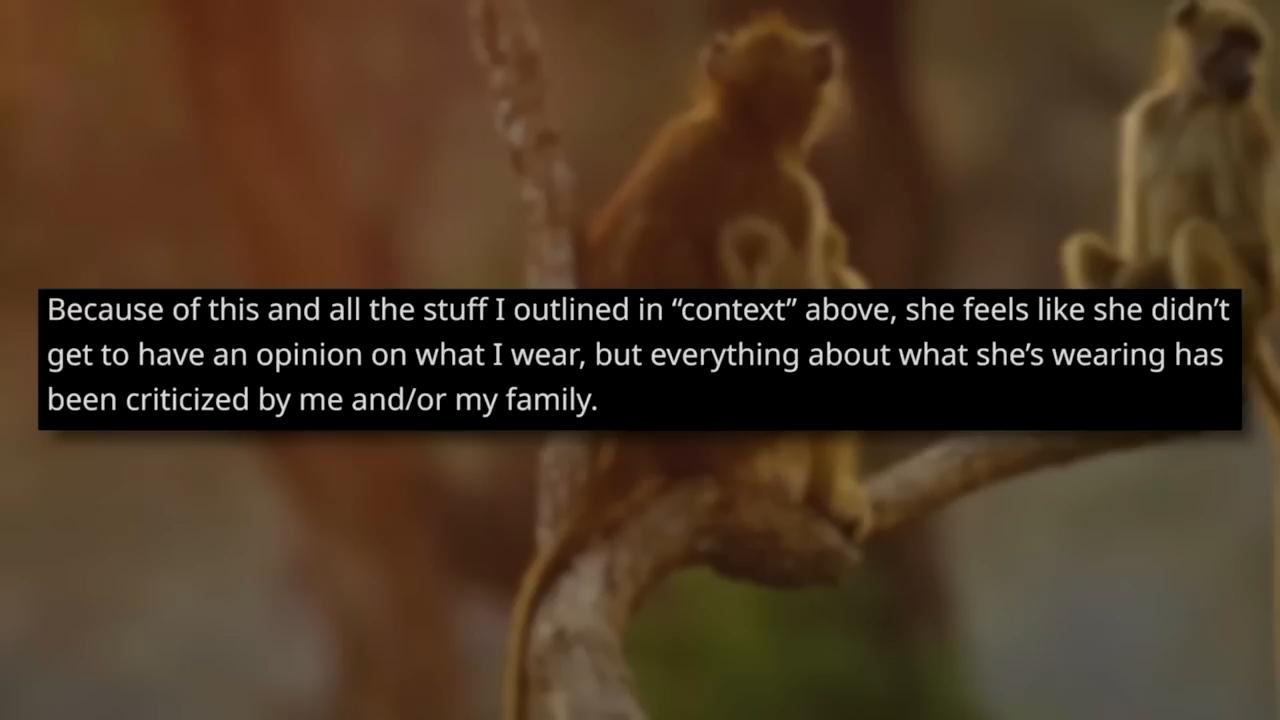 Because of this and all the stuff I outlined in “context” above, she feels like she didn’t
get to have an opinion on what I wear, but everything about what she’s wearing has
been criticized by me and/or my family.